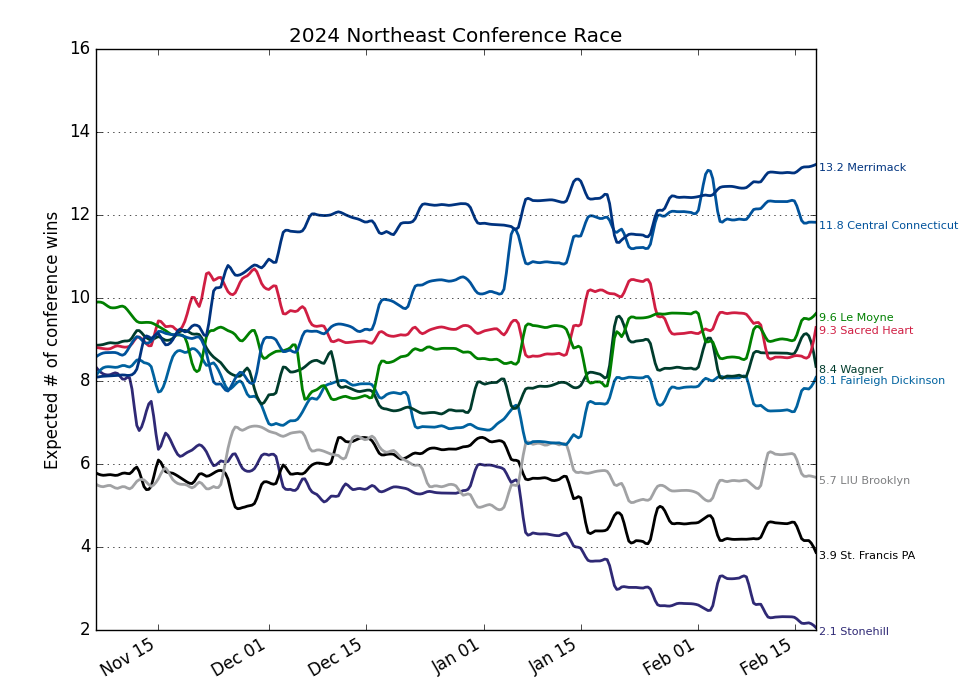 2024 Northeast Conference Race
Expected # of conference wins
16
14
12
10
8
6
4
2
13.2 Merrimack
11.8 Central Connecticut
9.6 Le Moyne
9.3 Sacred Heart
8.4 Wagner
8.1 Fairleigh Dickinson
5.7 LIU Brooklyn
3.9 St. Francis PA
2.1 Stonehill
Nov 15
Dec 01
Dec 15
Jan 01
Jan 15
Feb 01
Feb 15